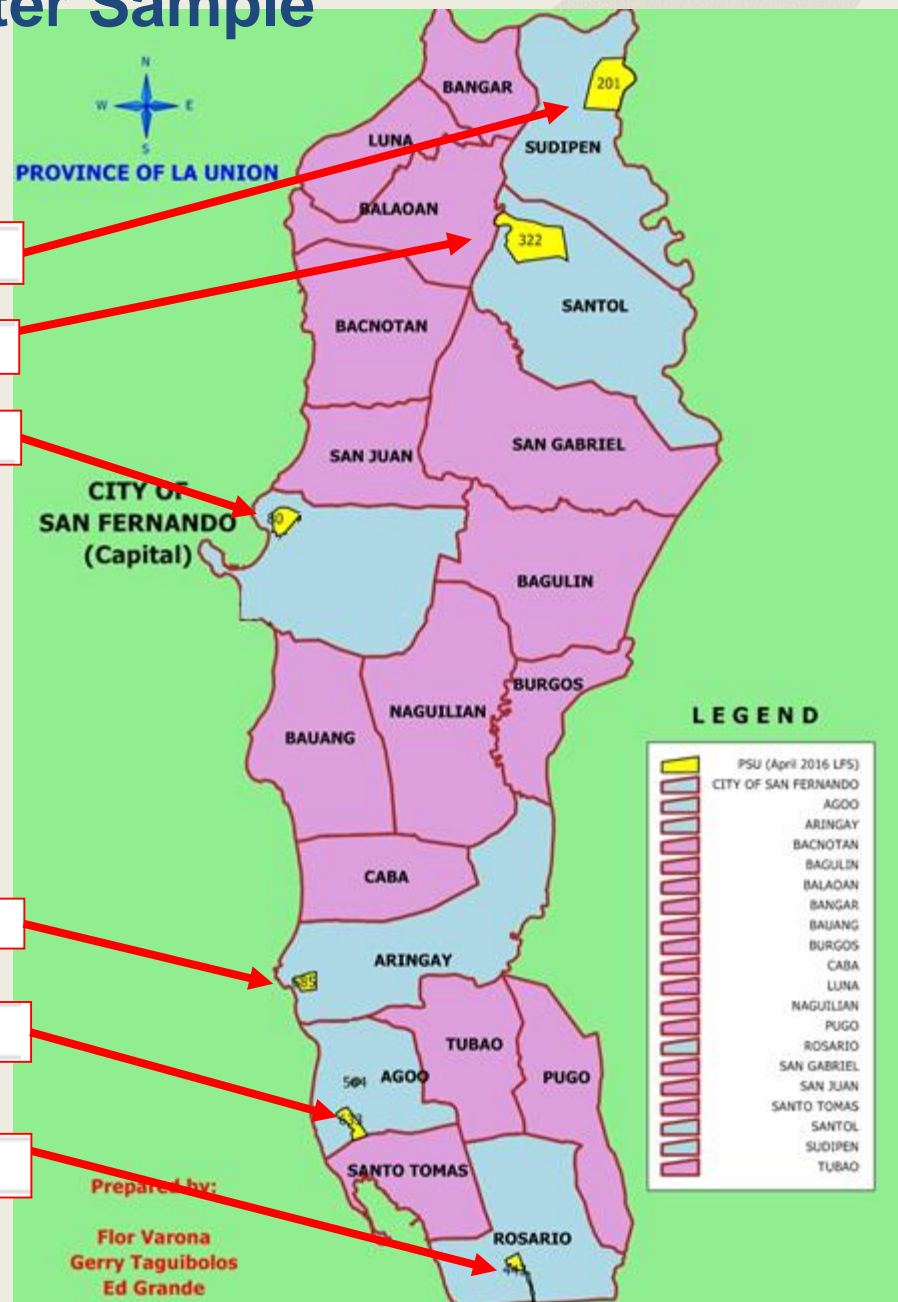 ter Sample
N
W E
S
PROVINCE OF LA UNION
BANGAR
201
LUNA
SUDIPEN
BALAOAN
322
SANTOL
BACNOTAN
SAN GABRIEL
SAN JUAN
CITY OF
SAN FERNANDO
(Capital)
80
BAGULIN
BURGOS
NAGUILIAN
BAUANG
CABA
ARINGAY
TUBAO
AGOO
PUGO
SANTO TOMAS
ROSARIO
LEGEND
PSU (April 2016 LFS)
CITY OF SAN FERNANDO
AGOO
ARINGAY
BACNOTAN
BAGULIN
BALAOAN
BANGAR
BAUANG
BURGOS
CABA
LUNA
NAGUILIAN
PUGO
ROSARIO
SAN GABRIEL
SAN JUAN
SANTO TOMAS
SANTOL
SUDIPEN
TUBAO
Prepared by:
Flor Varona
Gerry Taguibolos
Ed Grande